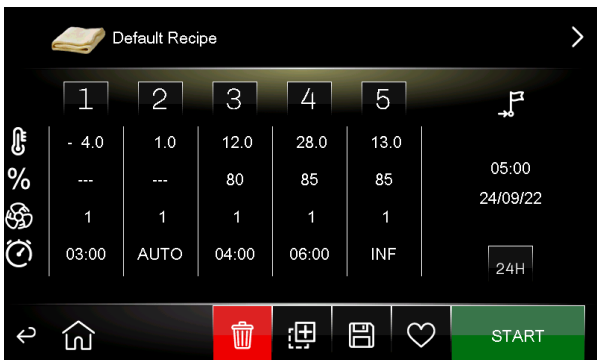 Default Recipe
1 2 3 4 5
- 4.0 1.0 12.0 28.0 13.0
% --- --- 80 85 85
05:00
24/09/22
1 1 1 1 1
03:00 AUTO 04:00 06:00 INF
24H
START